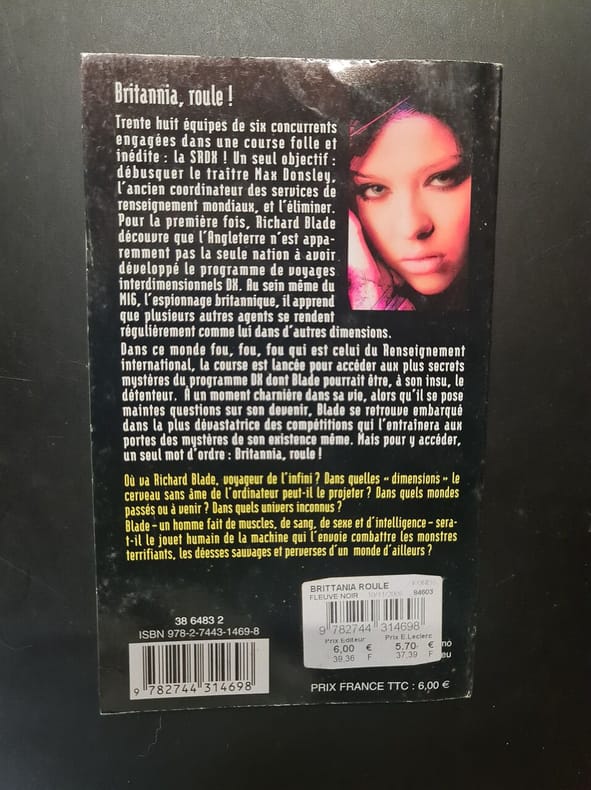 Britannia, roule !
Trente huit équipes de six concurrents
engagées dans une course folle et
inédite : la SRDX ! Un seul objectif :
débusquer le traître Max Donsley,
l'ancien coordinateur des services de
renseignement mondiaux, et l'éliminer.
Pour la première fois, Richard Blade
découvre que l'Angleterre n'est appa-
remment pas la seule nation à avoir
développé le programme de voyages
interdimensionnels DX. Au sein même du
MI6, l'espionnage britannique, il apprend
que plusieurs autres agents se rendent
régulièrement comme lui dans d'autres dimensions.
Dans ce monde fou, fou, fou qui est celui du Renseignement
international, la course est lancée pour accéder aux plus secrets
mystères du programme DX dont Blade pourrait être, à son insu, le
détenteur. À un moment charnière dans sa vie, alors qu'il se pose
maintes questions sur son devenir, Blade se retrouve embarqué
dans la plus dévastatrice des compétitions qui l'entraînera aux
portes des mystères de son existence même. Mais pour y accéder,
un seul mot d'ordre : Britannia, roule !
Où va Richard Blade, voyageur de l'infini ? Dans quelles « dimensions » le
cerveau sans âme de l'ordinateur peut-il le projeter ? Dans quels mondes
passés ou à venir ? Dans quels univers inconnus ?
Blade – un homme fait de muscles, de sang, de sexe et d'intelligence – sera-
t-il le jouet humain de la machine qui l'envoie combattre les monstres
terrifiants, les déesses sauvages et perverses d'un monde d'ailleurs ?
38 6483 2
ISBN 978-2-7443-1469-8
9 782744 314698
BRITTANIA ROULE
FLEUVE NOIR 94603
9 782744 314698
Prix Editeur Prix E.Leclerc
6,00 € 5,70 €
39,36 F 37,39 F
PRIX FRANCE TTC : 6,00 €